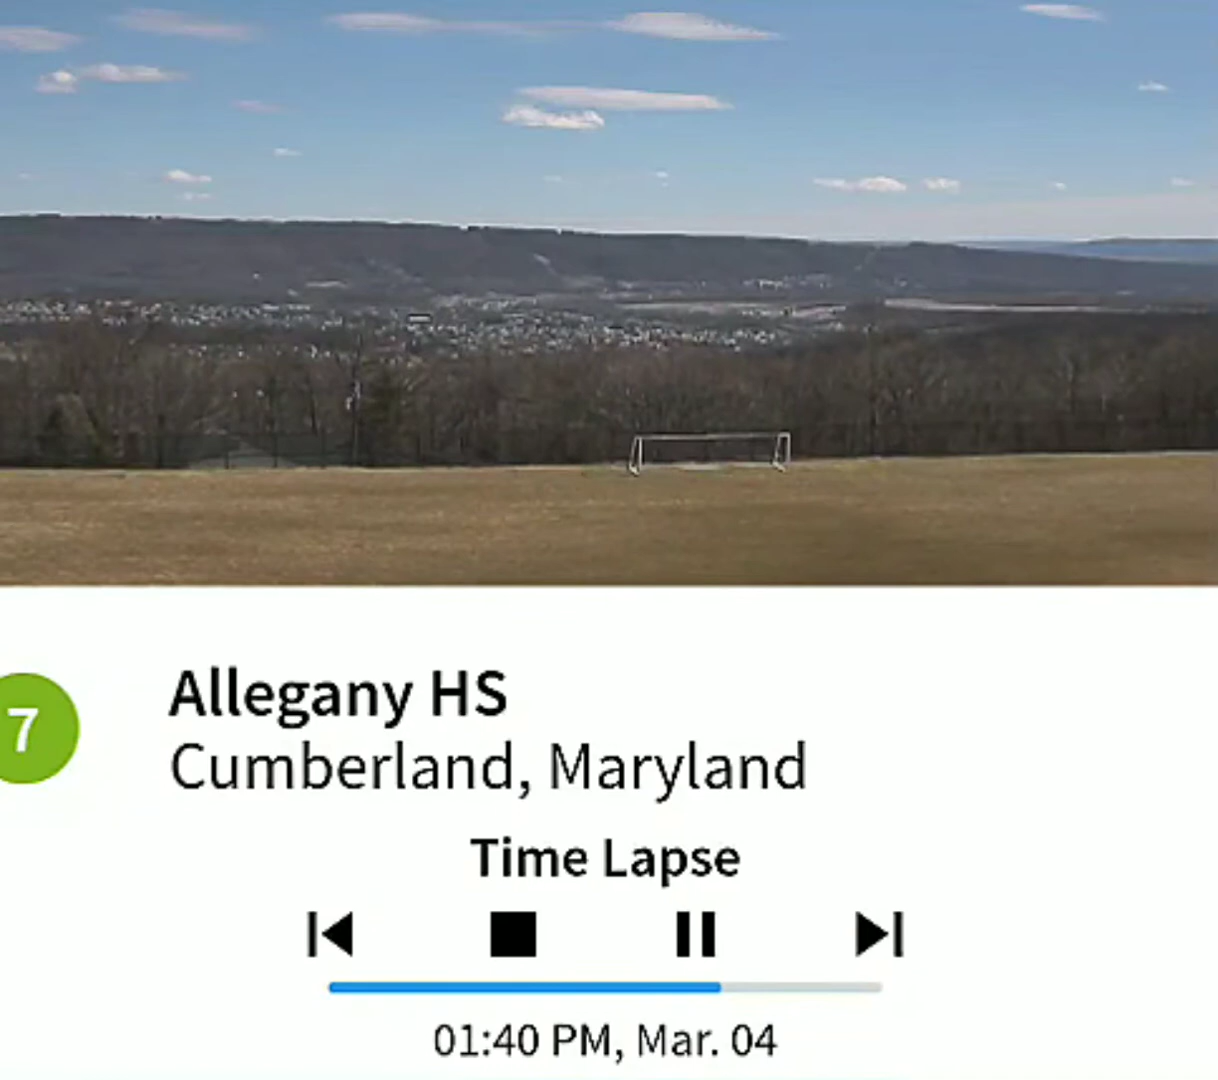 7
Allegany HS
Cumberland, Maryland
Time Lapse
01:40 PM, Mar. 04